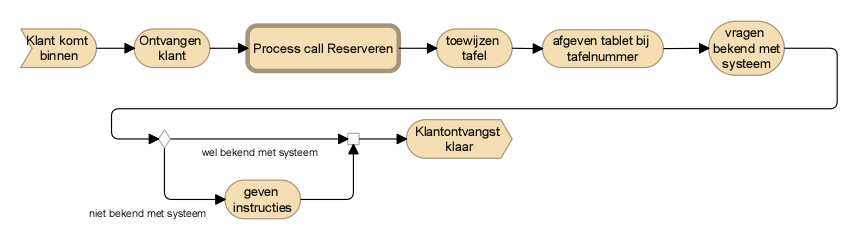 Klant komt
binnen
Ontvangen
klant
Process call Reserveren
toewijzen
tafel
afgeven tablet bij
tafelnummer
vragen
bekend met
systeem
wel bekend met systeem
Klantontvangst
klaar
niet bekend met systeem
geven
instructies